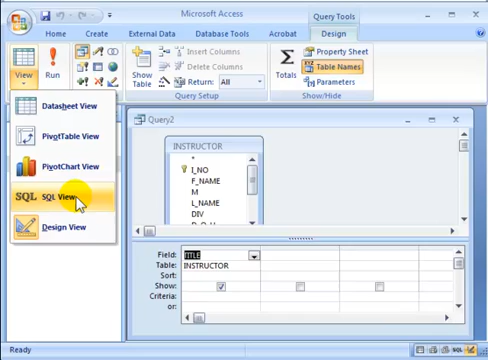 Microsoft Access
Query Tools
Home
Create
External Data
Database Tools
Acrobat
Design
View
Run
Show
Table
Insert Columns
Delete Columns
Return: All
Query Setup
Totals
Property Sheet
Table Names
Parameters
Show/Hide
Datasheet View
PivotTable View
PivotChart View
SQL SQL View
Design View
Query2
INSTRUCTOR
*
I_NO
F_NAME
M
L_NAME
DIV
Field: TITLE
Table: INSTRUCTOR
Sort:
Show:
Criteria:
or:
Ready
SQL